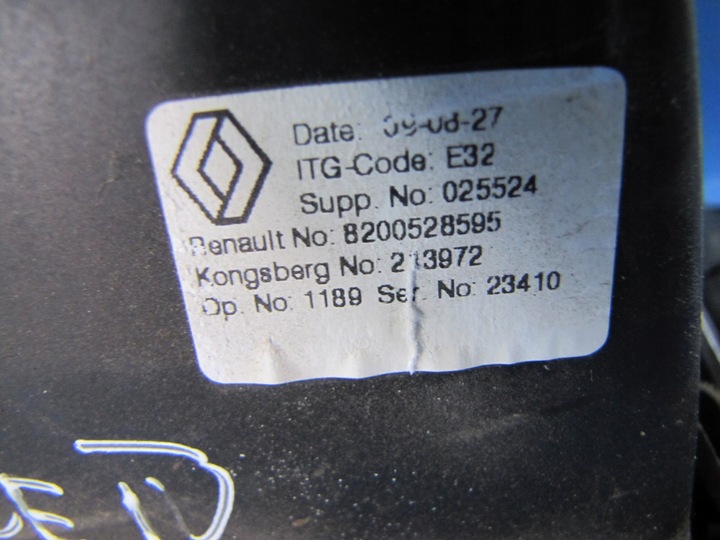 Date: 09-08-27
ITG-Code: E32
Supp. No: 025524
Renault No: 8200528595
Kongsberg No:
Op. No: 1189 Ser. No: 23410